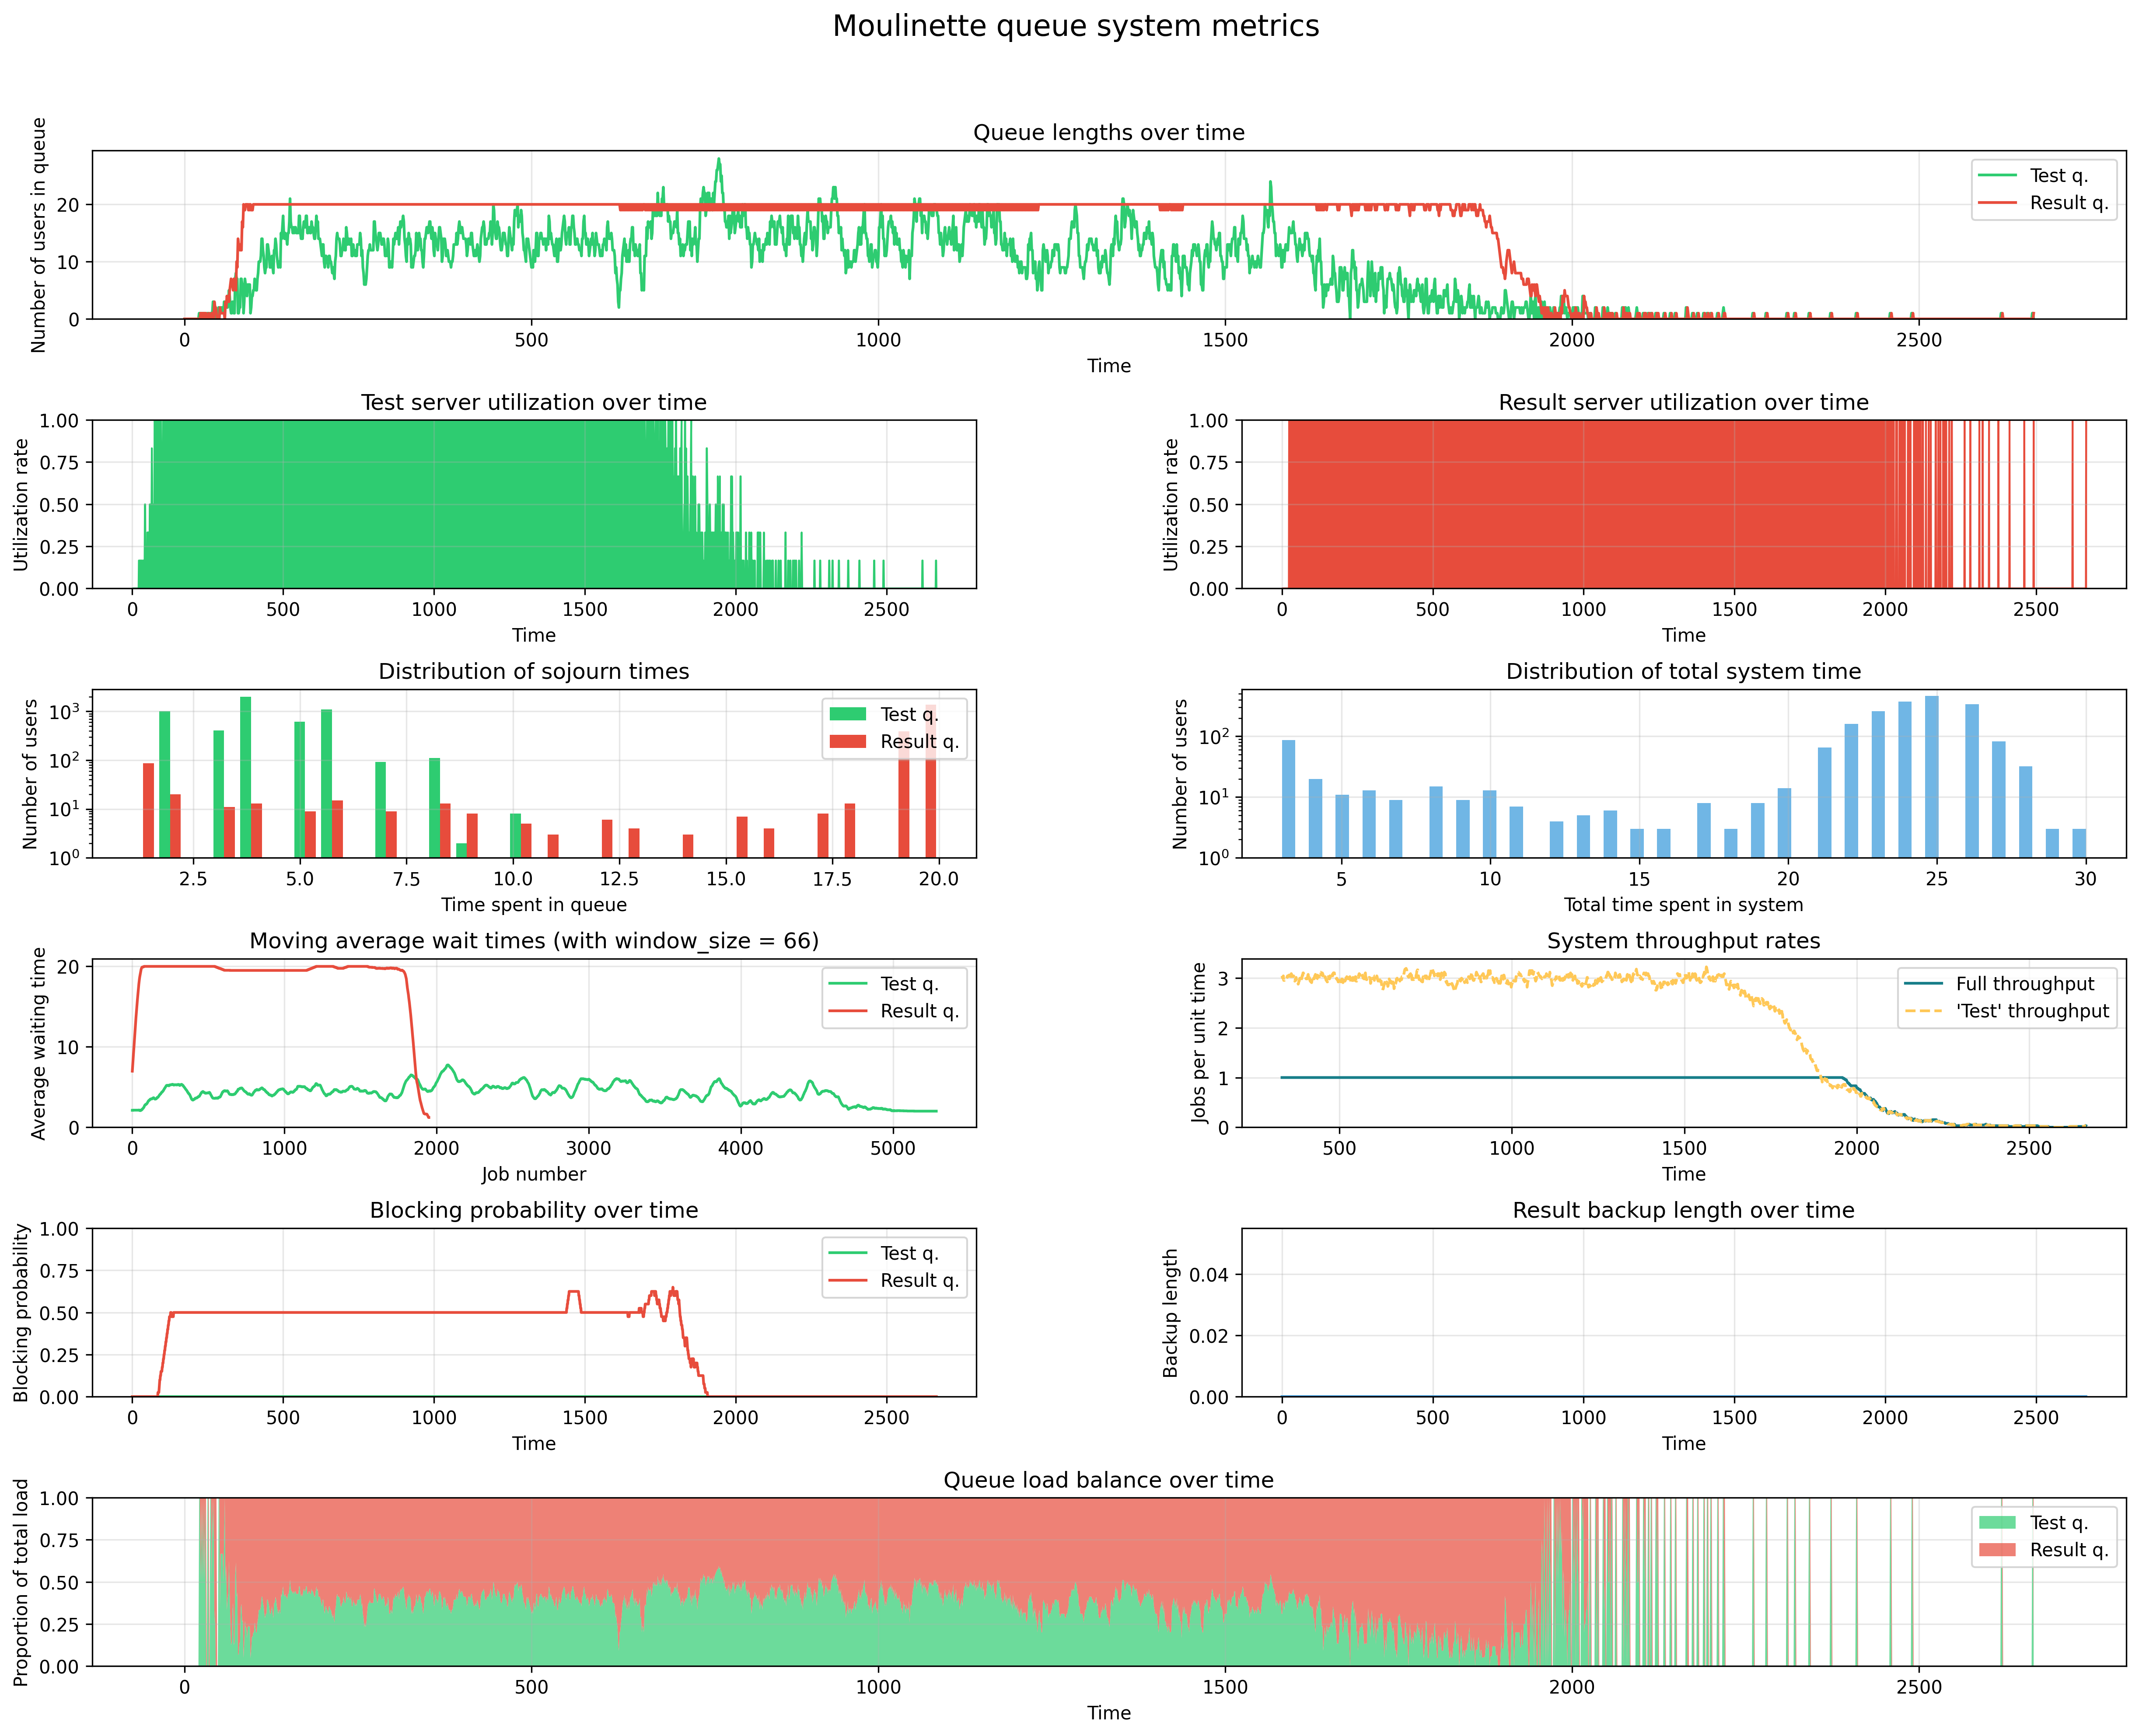 Moulinette queue system metrics
Queue lengths over time
Number of users in queue
20
10
0
Test q.
Result q.
0 500 1000 1500 2000 2500
Time
Test server utilization over time
Utilization rate
1.00
0.75
0.50
0.25
0.00
0 500 1000 1500 2000 2500
Time
Result server utilization over time
Utilization rate
1.00
0.75
0.50
0.25
0.00
0 500 1000 1500 2000 2500
Time
Distribution of sojourn times
Number of users
10³
10²
10¹
10⁰
Test q.
Result q.
2.5 5.0 7.5 10.0 12.5 15.0 17.5 20.0
Time spent in queue
Distribution of total system time
Number of users
10²
10¹
10⁰
5 10 15 20 25 30
Total time spent in system
Moving average wait times (with window_size = 66)
Average waiting time
20
10
0
Test q.
Result q.
0 1000 2000 3000 4000 5000
Job number
System throughput rates
Jobs per unit time
3
2
1
0
Full throughput
'Test' throughput
500 1000 1500 2000 2500
Time
Blocking probability over time
Blocking probability
1.00
0.75
0.50
0.25
0.00
Test q.
Result q.
0 500 1000 1500 2000 2500
Time
Result backup length over time
Backup length
0.04
0.02
0.00
0 500 1000 1500 2000 2500
Time
Queue load balance over time
Proportion of total load
1.00
0.75
0.50
0.25
0.00
Test q.
Result q.
0 500 1000 1500 2000 2500
Time